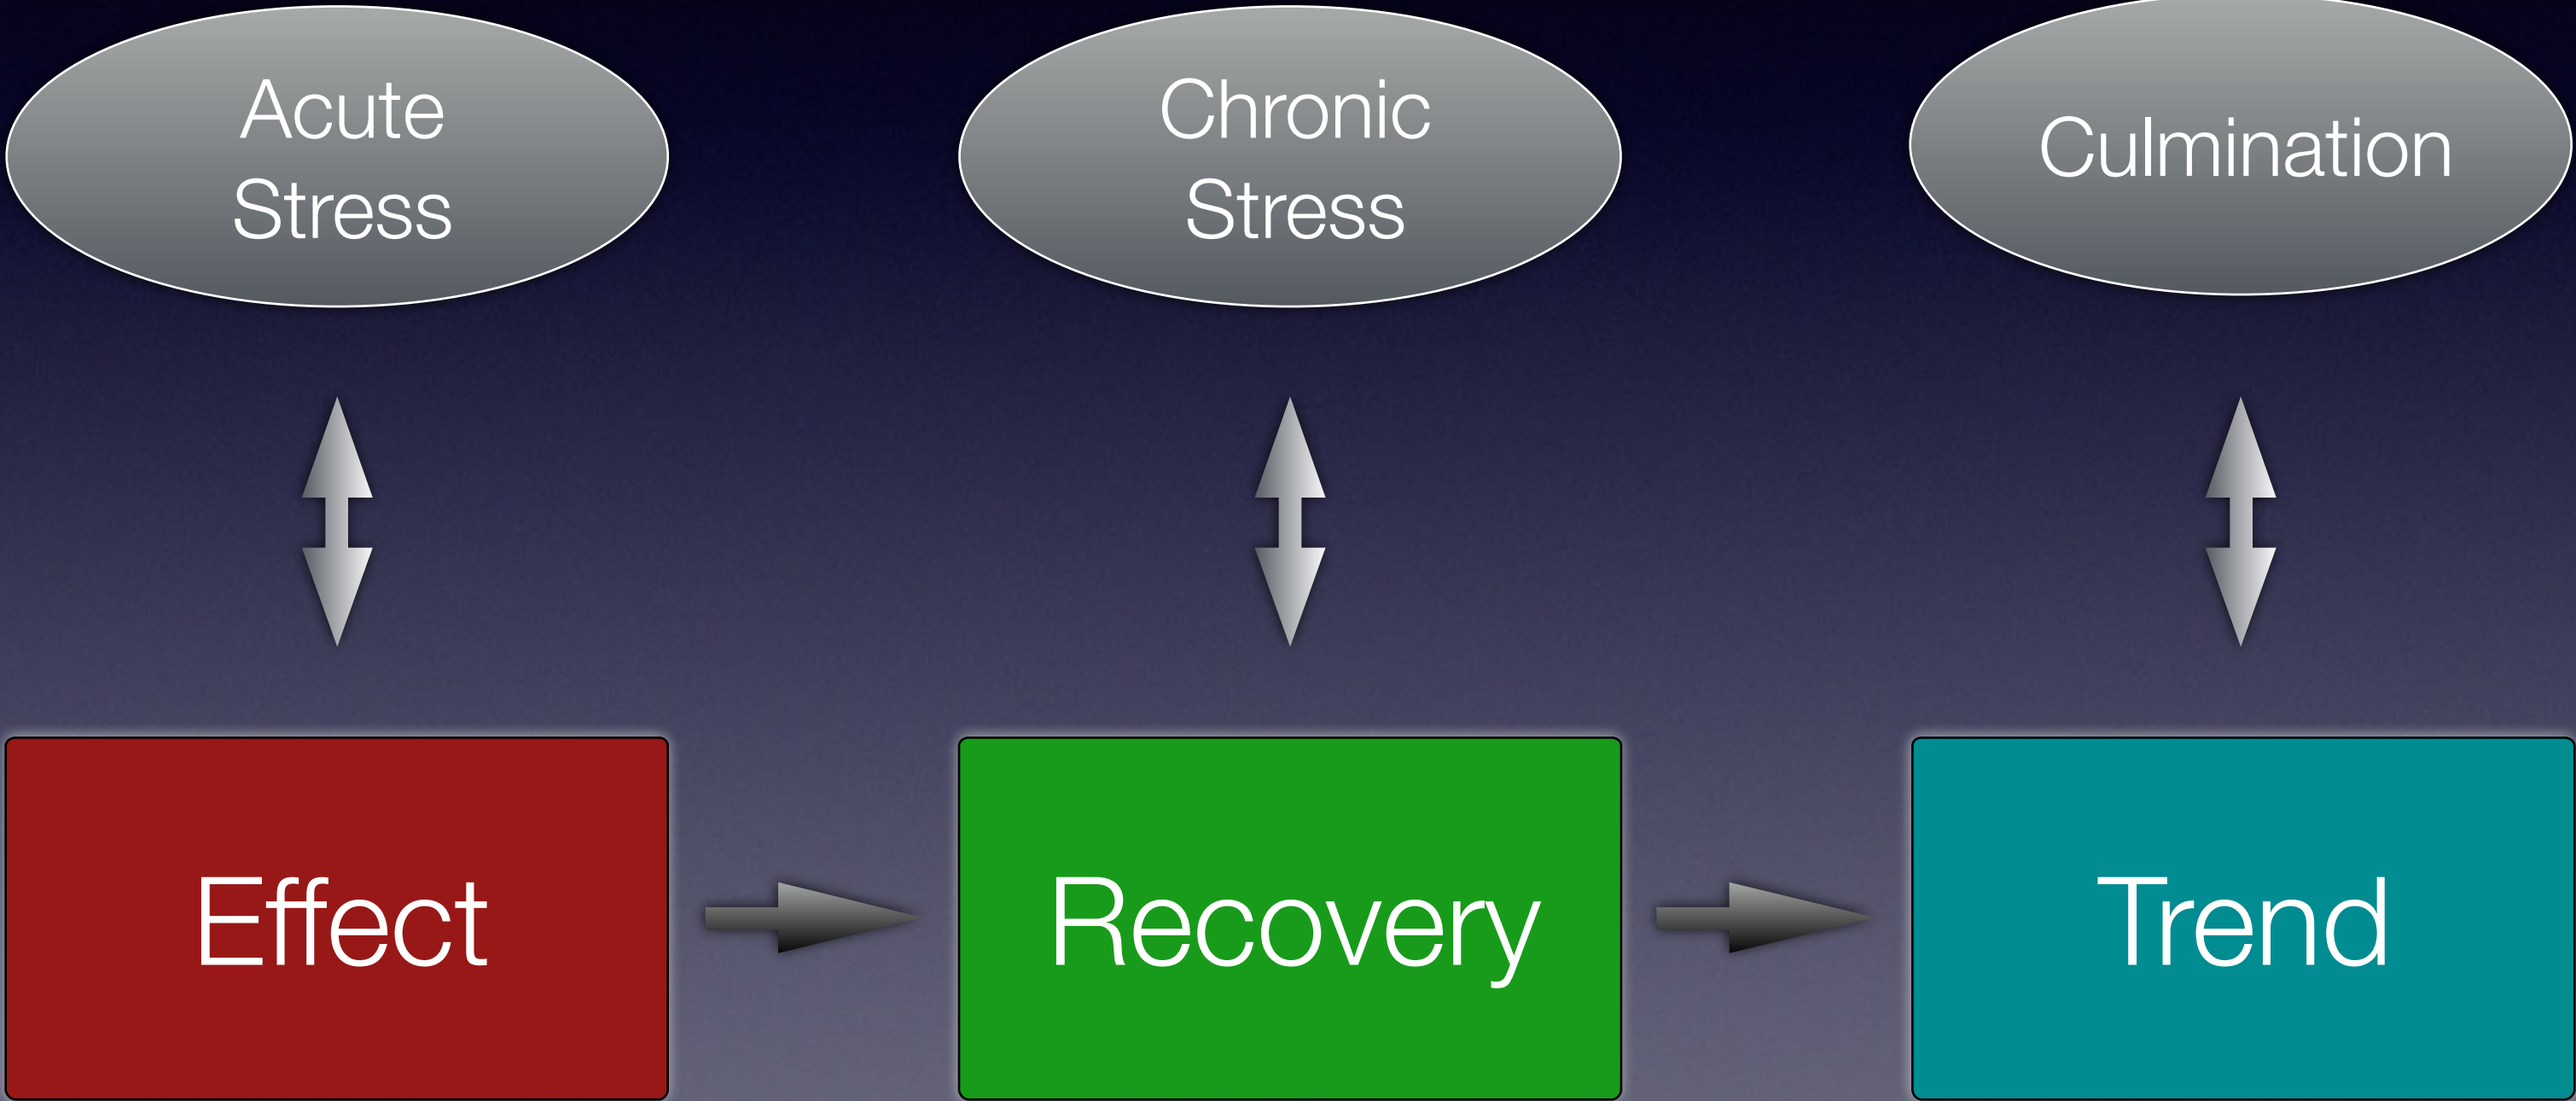 Acute
Stress
Chronic
Stress
Culmination
Effect
Recovery
Trend